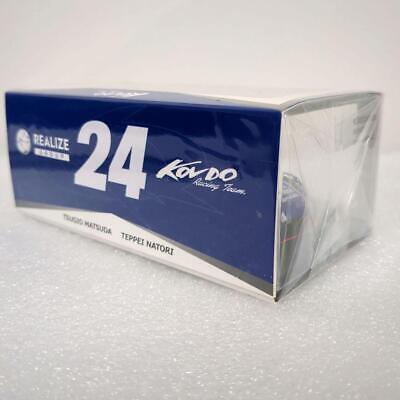 REALIZE
24
KONDO
Racing Team.
TSUGIO MATSUDA TEPPEI NATORI